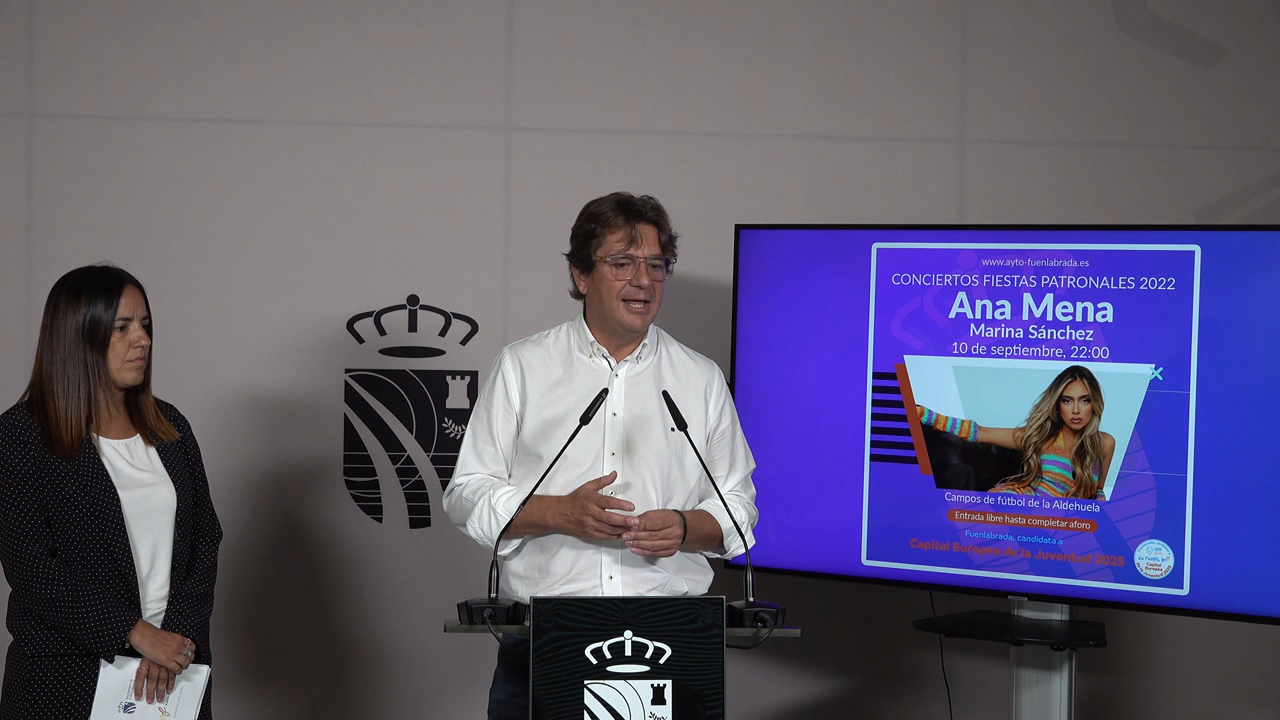 www.ayto-fuenlabrada.es
CONCIERTOS FIESTAS PATRONALES 2022
Ana Mena
Marina Sánchez
10 de septiembre, 22:00
Campos de fútbol de la Aldehuela
Entrada libre hasta completar aforo
Fuenlabrada, candidata a
Capital Europea de la Juventud 2025